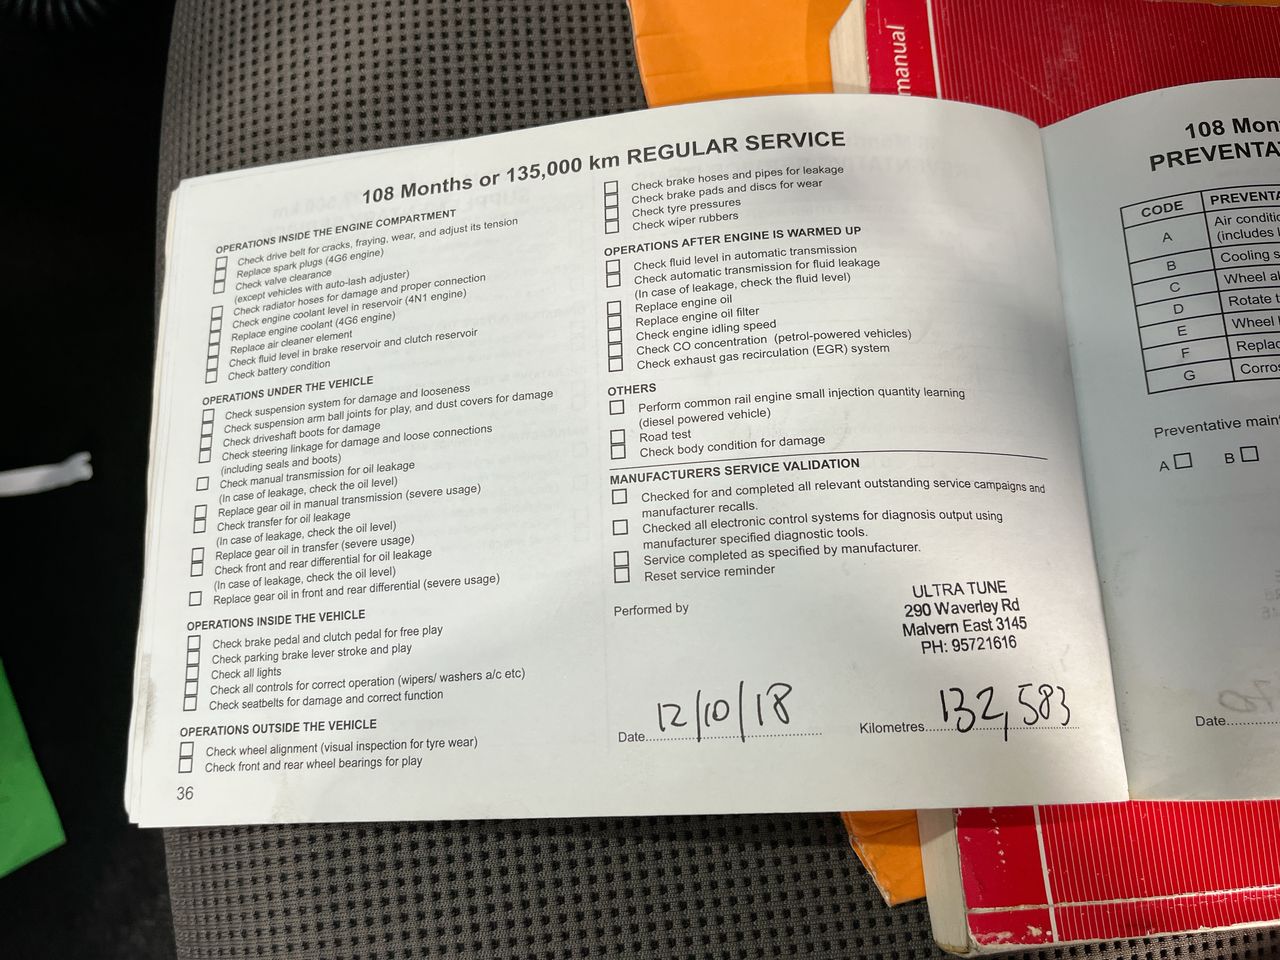 manual
108 Months or 135,000 km REGULAR SERVICE
OPERATIONS INSIDE THE ENGINE COMPARTMENT
Check drive belt for cracks, fraying, wear, and adjust its tension
Replace spark plugs (4G6 engine)
Check valve clearance
(except vehicles with auto-lash adjuster)
Check radiator hoses for damage and proper connection
Check engine coolant level in reservoir (4N1 engine)
Replace engine coolant (4G6 engine)
Replace air cleaner element
Check fluid level in brake reservoir and clutch reservoir
Check battery condition
OPERATIONS UNDER THE VEHICLE
Check suspension system for damage and looseness
Check suspension arm ball joints for play, and dust covers for damage
Check driveshaft boots for damage
Check steering linkage for damage and loose connections
(including seals and boots)
Check manual transmission for oil leakage
(In case of leakage, check the oil level)
Replace gear oil in manual transmission (severe usage)
Check transfer for oil leakage
(In case of leakage, check the oil level)
Replace gear oil in transfer (severe usage)
Check front and rear differential for oil leakage
(In case of leakage, check the oil level)
Replace gear oil in front and rear differential (severe usage)
OPERATIONS INSIDE THE VEHICLE
Check brake pedal and clutch pedal for free play
Check parking brake lever stroke and play
Check all lights
Check all controls for correct operation (wipers/ washers a/c etc)
Check seatbelts for damage and correct function
OPERATIONS OUTSIDE THE VEHICLE
Check wheel alignment (visual inspection for tyre wear)
Check front and rear wheel bearings for play
36
Check brake hoses and pipes for leakage
Check brake pads and discs for wear
Check tyre pressures
Check wiper rubbers
OPERATIONS AFTER ENGINE IS WARMED UP
Check fluid level in automatic transmission
Check automatic transmission for fluid leakage
(In case of leakage, check the fluid level)
Replace engine oil
Replace engine oil filter
Check engine idling speed
Check CO concentration (petrol-powered vehicles)
Check exhaust gas recirculation (EGR) system
OTHERS
Perform common rail engine small injection quantity learning
(diesel powered vehicle)
Road test
Check body condition for damage
MANUFACTURERS SERVICE VALIDATION
Checked for and completed all relevant outstanding service campaigns and
manufacturer recalls.
Checked all electronic control systems for diagnosis output using
manufacturer specified diagnostic tools.
Service completed as specified by manufacturer.
Reset service reminder
Performed by
ULTRA TUNE
290 Waverley Rd
Malvern East 3145
PH: 95721616
Date 12/10/18 Kilometres 132,583
108 Mon
PREVENTA
CODE PREVENTA
A Air conditio
(includes
B Cooling s
C Wheel al
D Rotate t
E Wheel
F Replac
G Corros
Preventative main
A B
Date